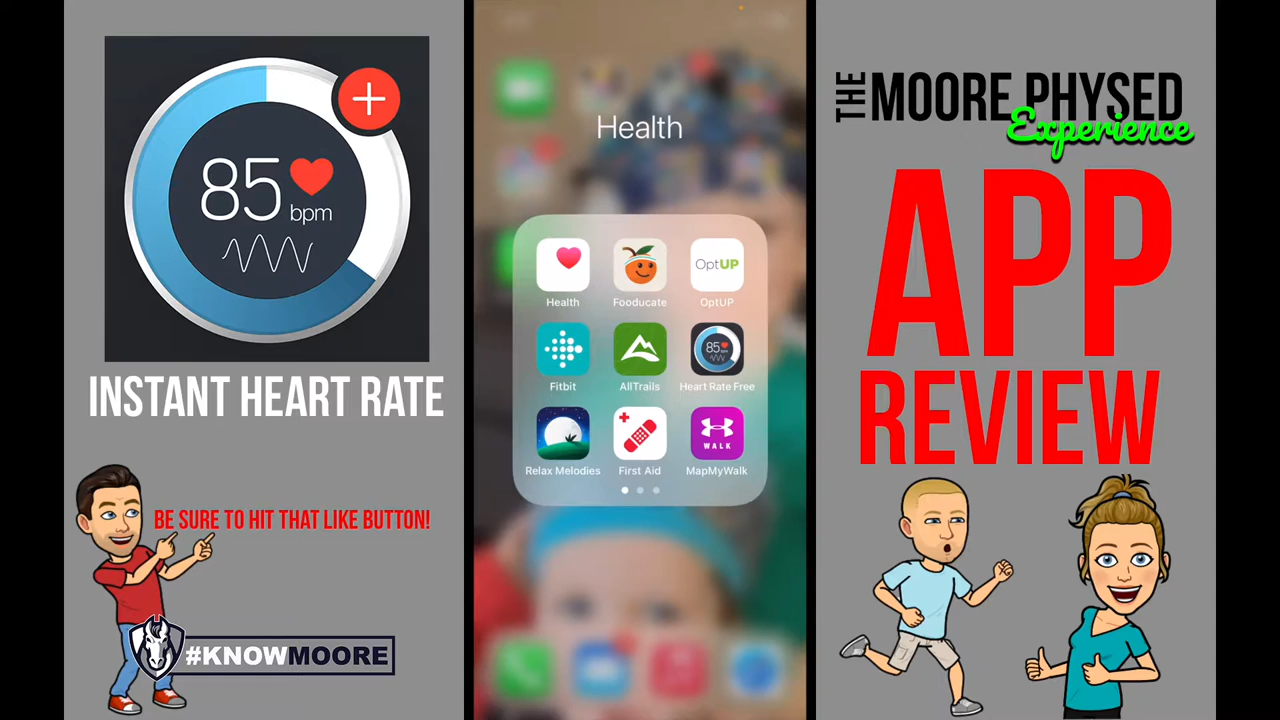 85
bpm
INSTANT HEART RATE
BE SURE TO HIT THAT LIKE BUTTON!
#KNOWMOORE
Health
Health
Fooducate
OptUP
OptUP
Fitbit
AllTrails
85
Heart Rate Free
Relax Melodies
First Aid
WALK
MapMyWalk
THE MOORE PHYSED
Experience
APP
REVIEW